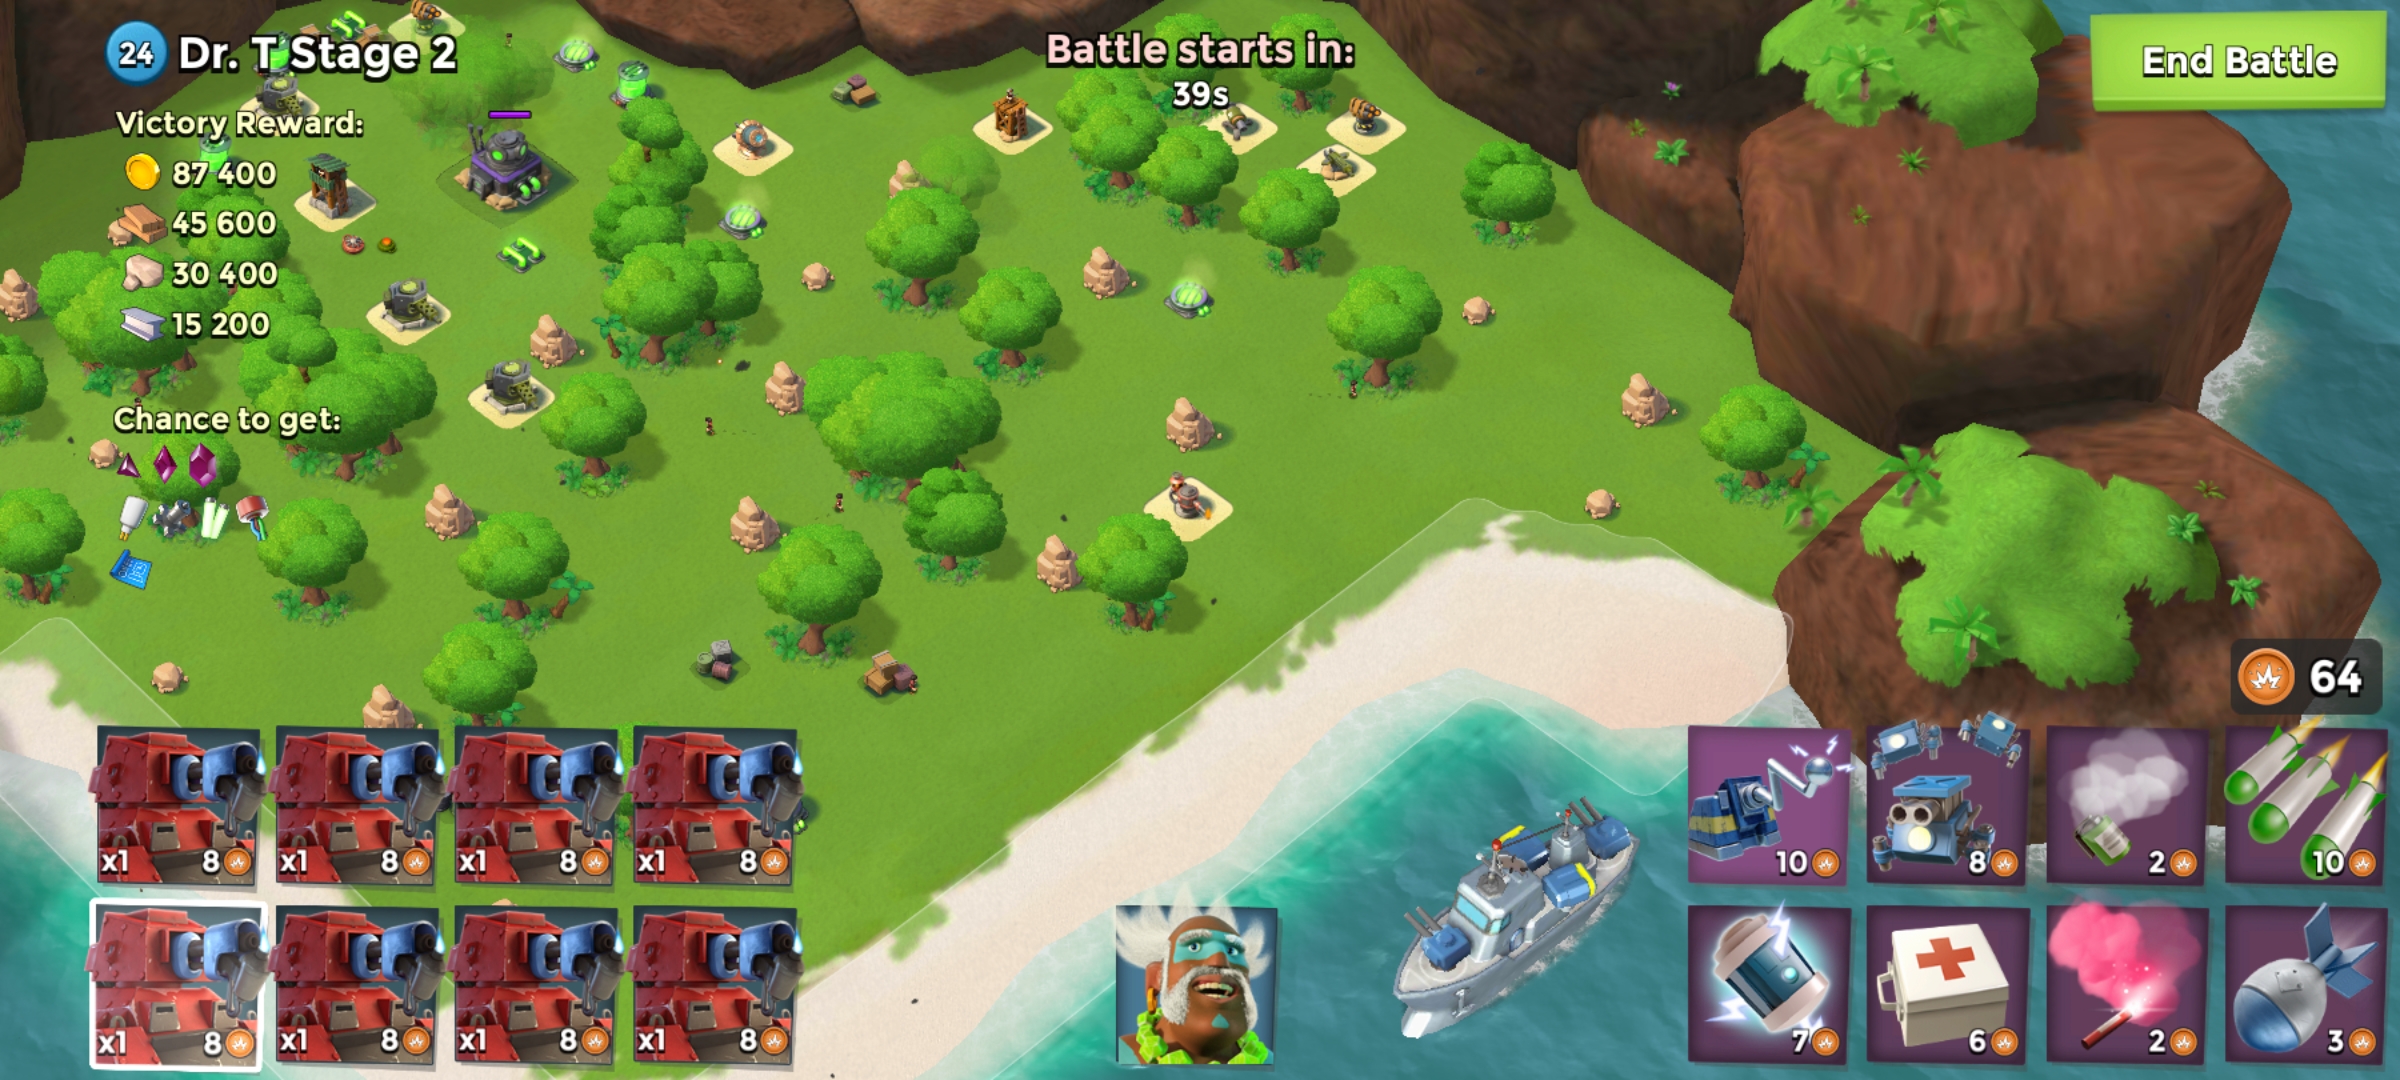 24 Dr. T Stage 2
Battle starts in:
39s
End Battle
Victory Reward:
87 400
45 600
30 400
15 200
Chance to get:
64
x1 8 x1 8 x1 8 x1 8
10 8 2 10
x1 8 x1 8 x1 8 x1 8
7 6 2 3